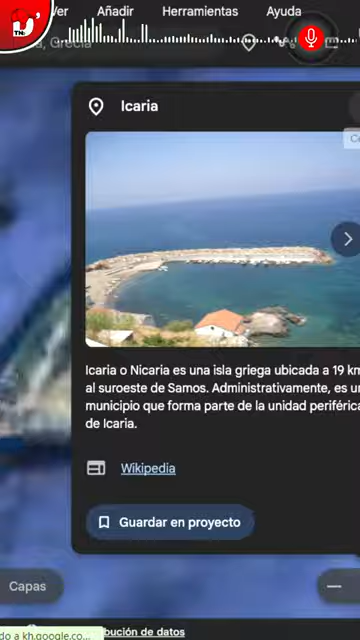 Ver Añadir Herramientas Ayuda
Grecia
Icaria
Icaria o Nicaria es una isla griega ubicada a 19 km
al suroeste de Samos. Administrativamente, es un
municipio que forma parte de la unidad periférica
de Icaria.
Wikipedia
Guardar en proyecto
Capas
do a kh.google.co...
bución de datos